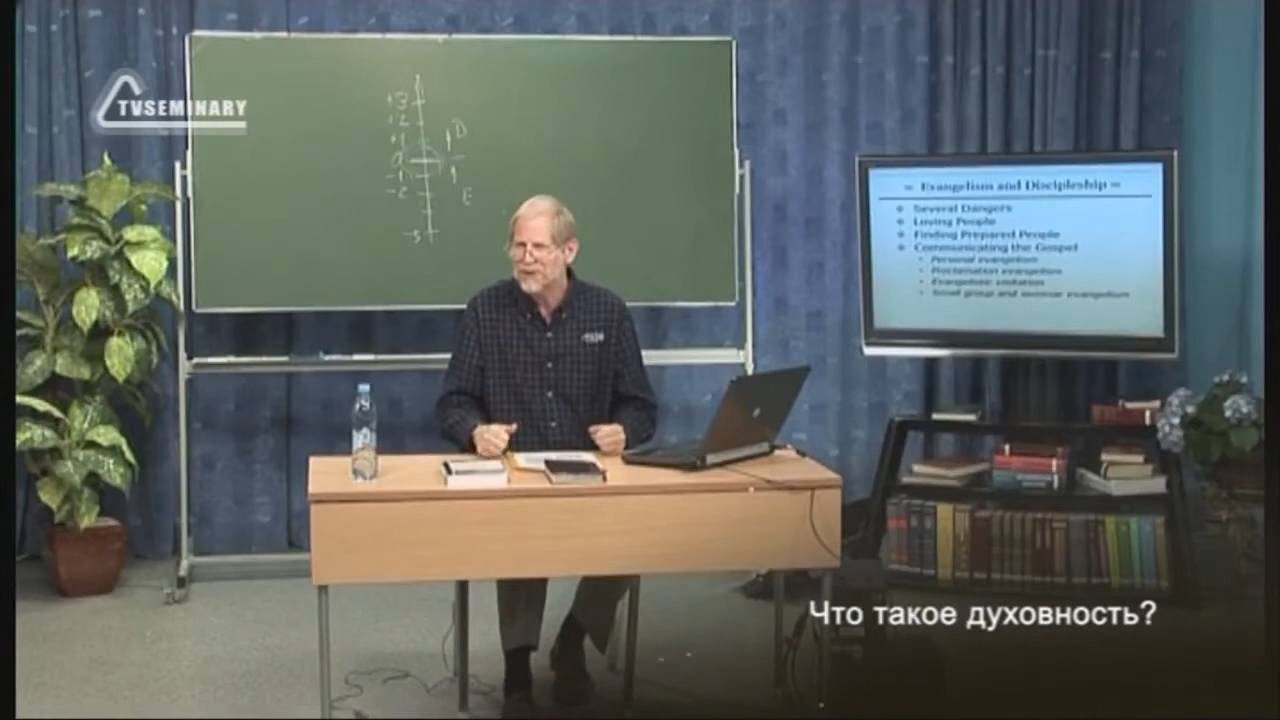 TVSEMINARY
+3
+2
+1
0
-1
-2
-5
D
E
Evangelism and Discipleship
Several Dangers
Loving People
Finding Prepared People
Communicating the Gospel
Personal evangelism
Proclamation evangelism
Evangelistic visitation
Small group and seminar evangelism
Что такое духовность?